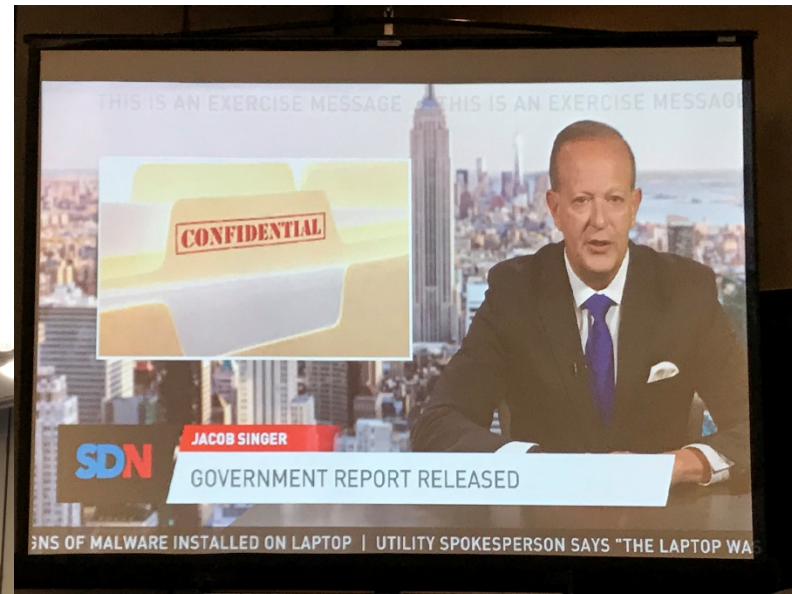 THIS IS AN EXERCISE MESSAGE THIS IS AN EXERCISE MESSAGE
CONFIDENTIAL
SDN
JACOB SINGER
GOVERNMENT REPORT RELEASED
GNS OF MALWARE INSTALLED ON LAPTOP | UTILITY SPOKESPERSON SAYS "THE LAPTOP WAS